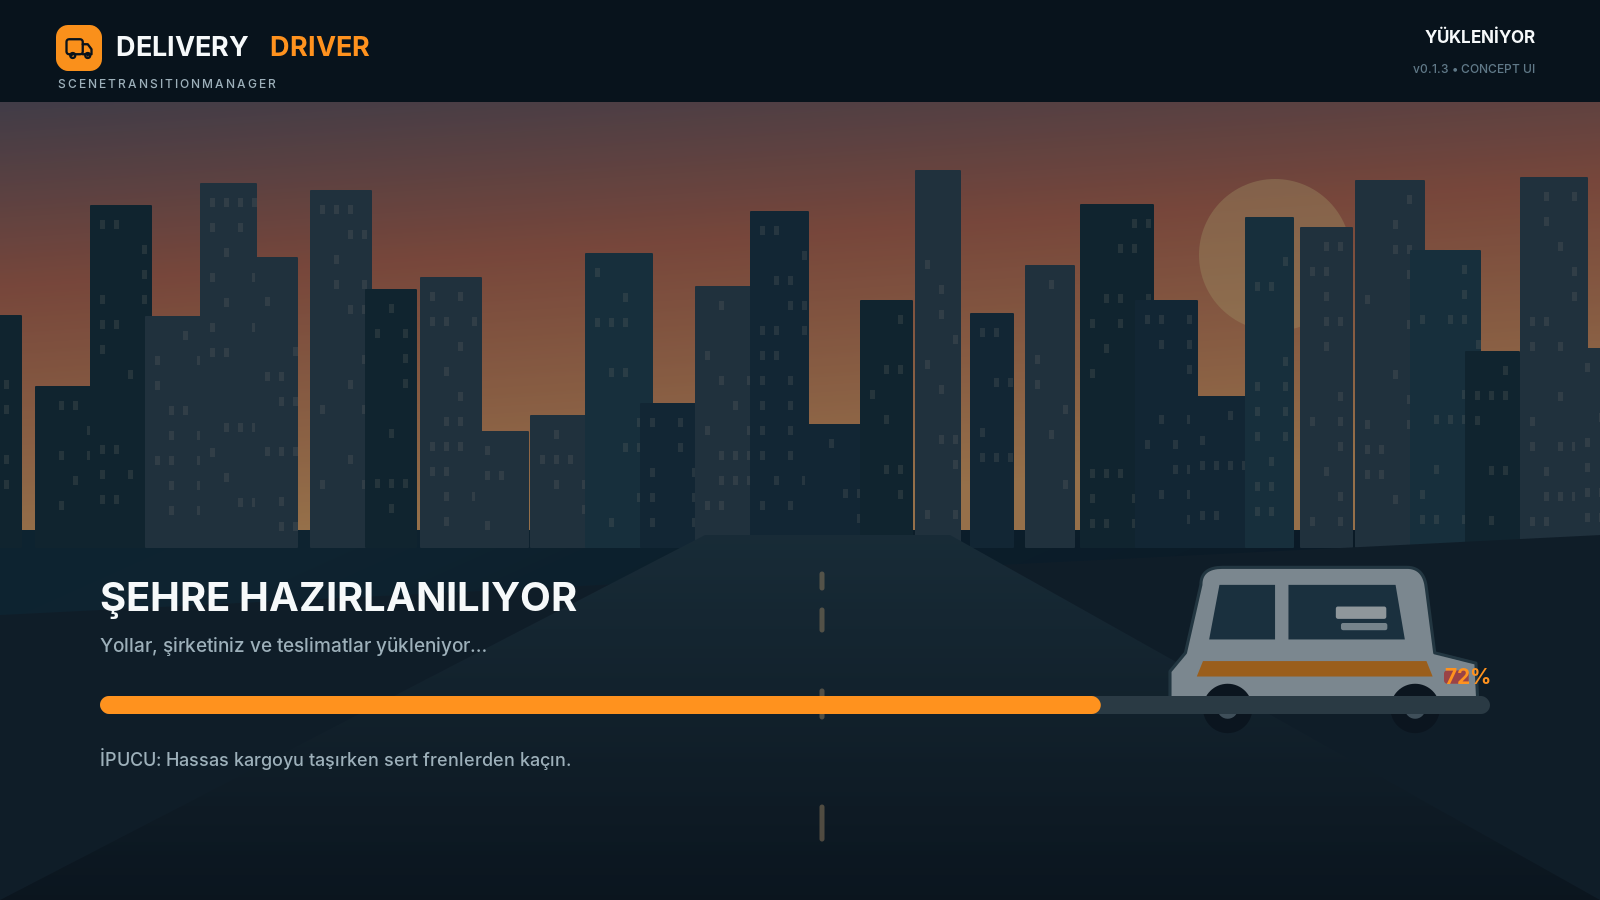 DELIVERY DRIVER
SCENETRANSITIONMANAGER
YÜKLENİYOR
v0.1.3 • CONCEPT UI
ŞEHRE HAZIRLANILIYOR
Yollar, şirketiniz ve teslimatlar yükleniyor...
72%
İPUCU: Hassas kargoyu taşırken sert frenlerden kaçın.